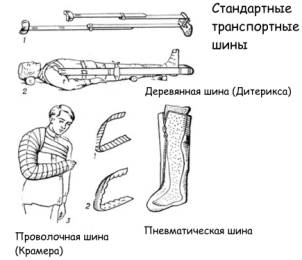 Стандартные
транспортные
шины
1
2
Деревянная шина (Дитерикса)
1
2
3
Проволочная шина
(Крамера)
Пневматическая шина